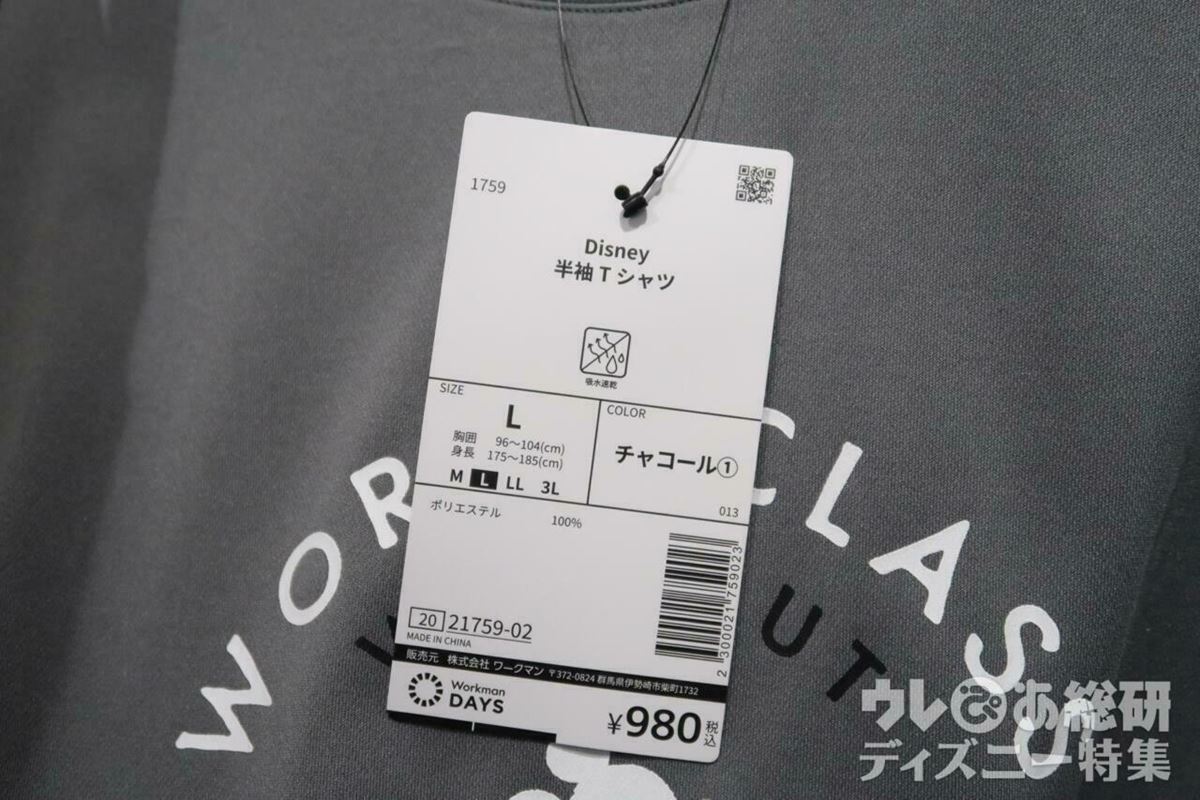 1759
Disney
半袖Tシャツ
吸水速乾
SIZE
L
胸囲 96～104(cm)
身長 175～185(cm)
M L LL 3L
COLOR
チャコール①
013
ポリエステル 100%
2 300021 759023
20 21759-02
MADE IN CHINA
販売元 株式会社 ワークマン 〒372-0824 群馬県伊勢崎市柴町1732
Workman
DAYS
¥980税込
WOR
CLASS
UT
ウレぴあ総研
ディズニー特集